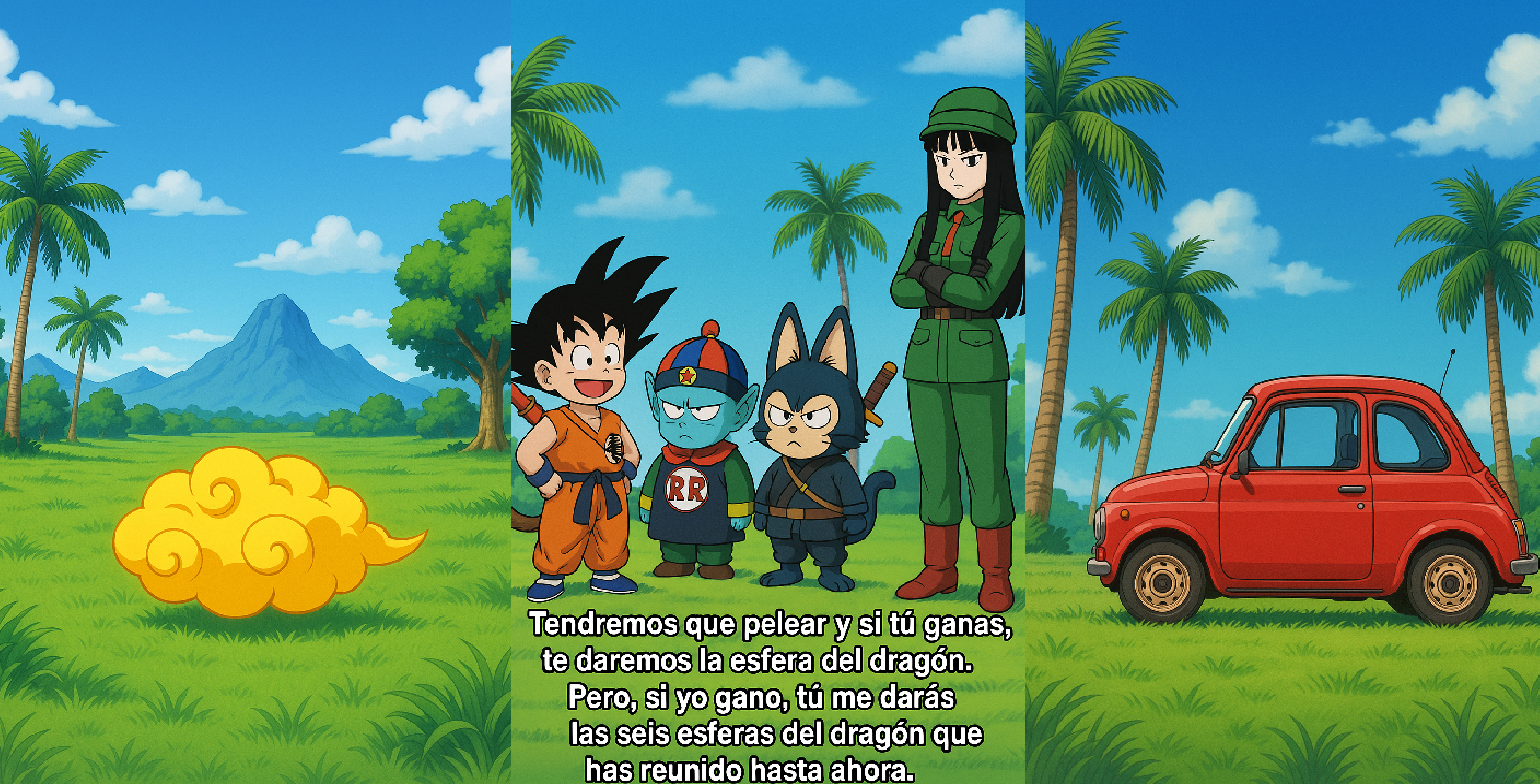 RR
Tendremos que pelear y si tú ganas,
te daremos la esfera del dragón.
Pero, si yo gano, tú me darás
las seis esferas del dragón que
has reunido hasta ahora.